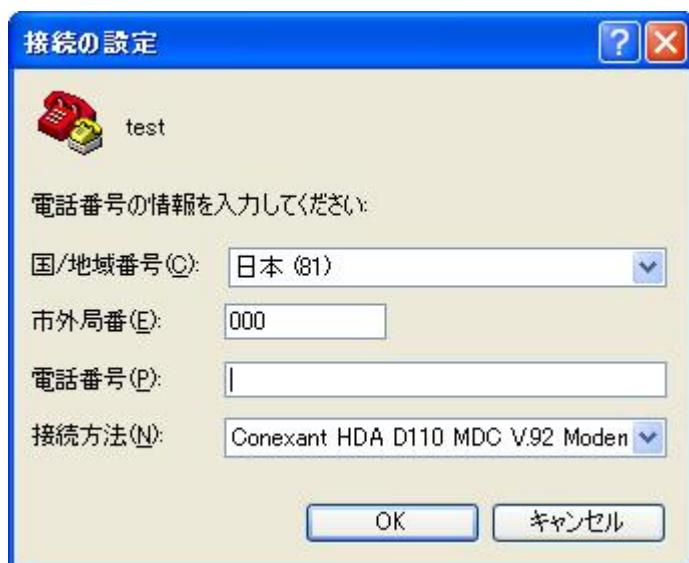 接続の設定
test
電話番号の情報を入力してください:
国/地域番号(C): 日本 (81)
市外局番(E): 000
電話番号(P):
接続方法(N): Conexant HDA D110 MDC V.92 Modem
OK キャンセル